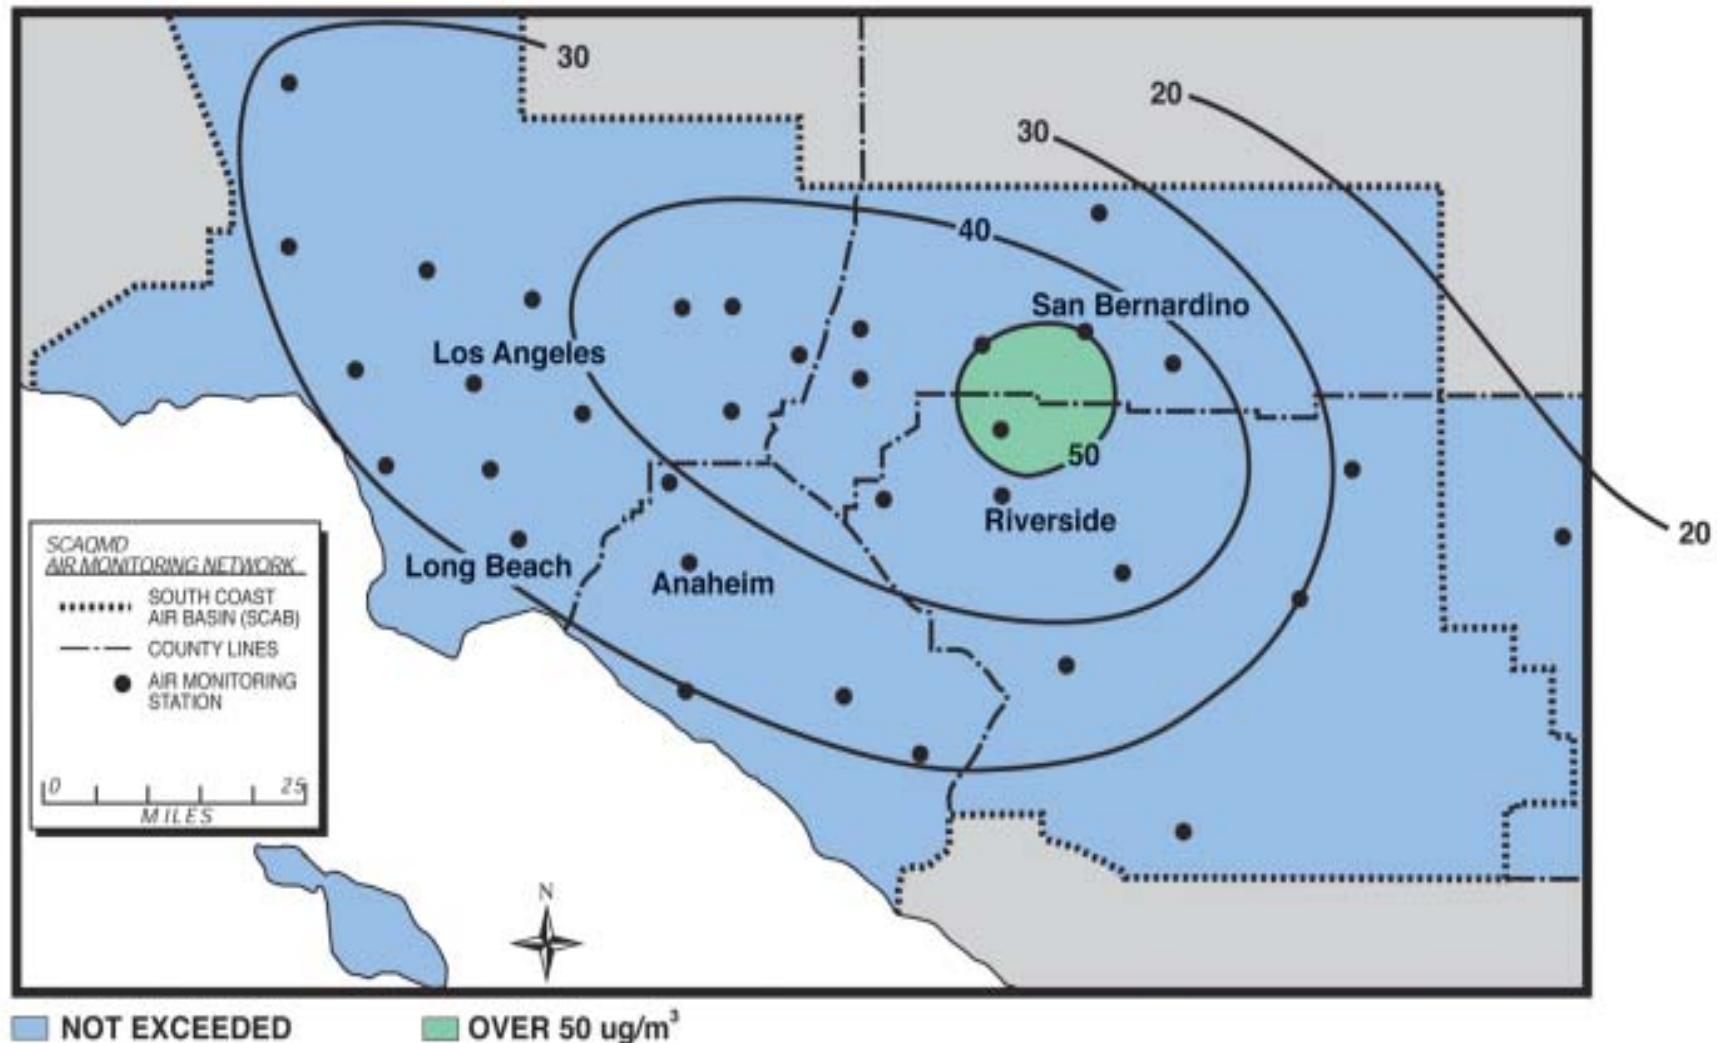 30
20
30
40
San Bernardino
Los Angeles
50
Riverside
20
Long Beach
Anaheim
SCAQMD
AIR MONITORING NETWORK
SOUTH COAST
AIR BASIN (SCAB)
COUNTY LINES
AIR MONITORING
STATION
0 25
MILES
N
NOT EXCEEDED
OVER 50 ug/m³